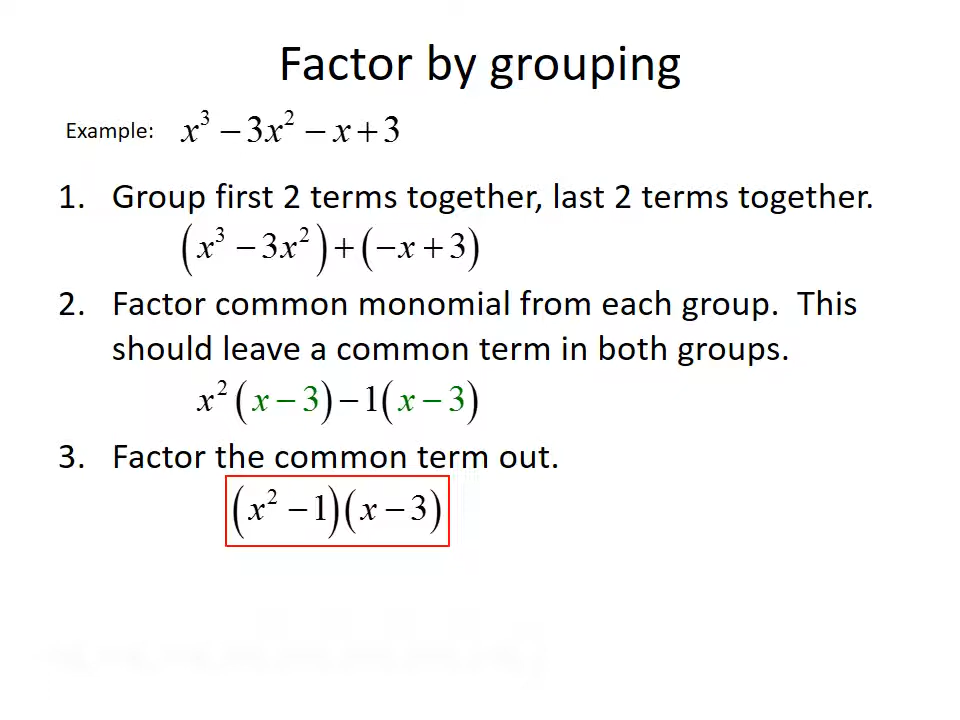 Factor by grouping
Example: x³ − 3x² − x + 3
1. Group first 2 terms together, last 2 terms together.
(x³ − 3x²) + (−x + 3)
2. Factor common monomial from each group. This
should leave a common term in both groups.
x² (x − 3) − 1(x − 3)
3. Factor the common term out.
(x² − 1)(x − 3)